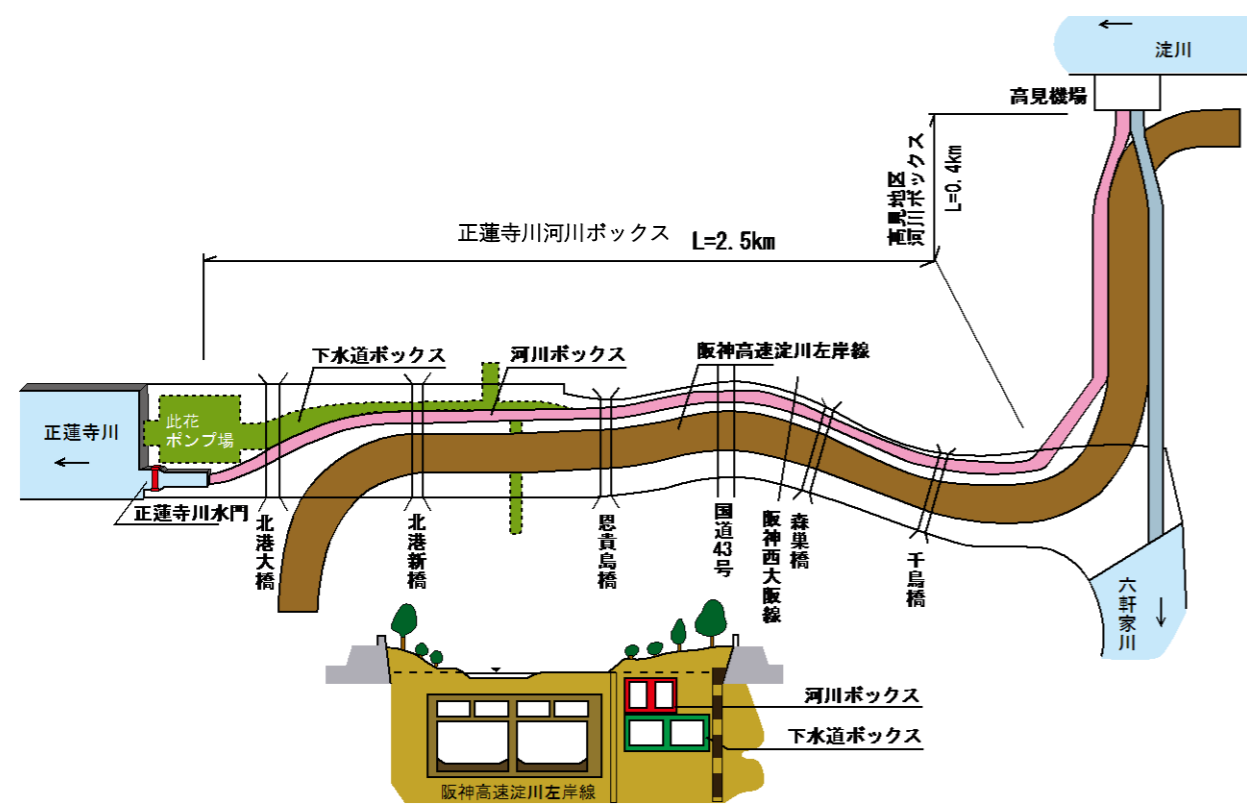 淀川
高見機場
高見地区
河川ボックス
L=0.4km
正蓮寺川河川ボックス
L=2.5km
下水道ボックス
河川ボックス
阪神高速淀川左岸線
正蓮寺川
此花
ポンプ場
正蓮寺川水門
北港大橋
北港新橋
恩貴島橋
国道43号
阪神西大阪線
森巣橋
千鳥橋
六軒家川
河川ボックス
下水道ボックス
阪神高速淀川左岸線